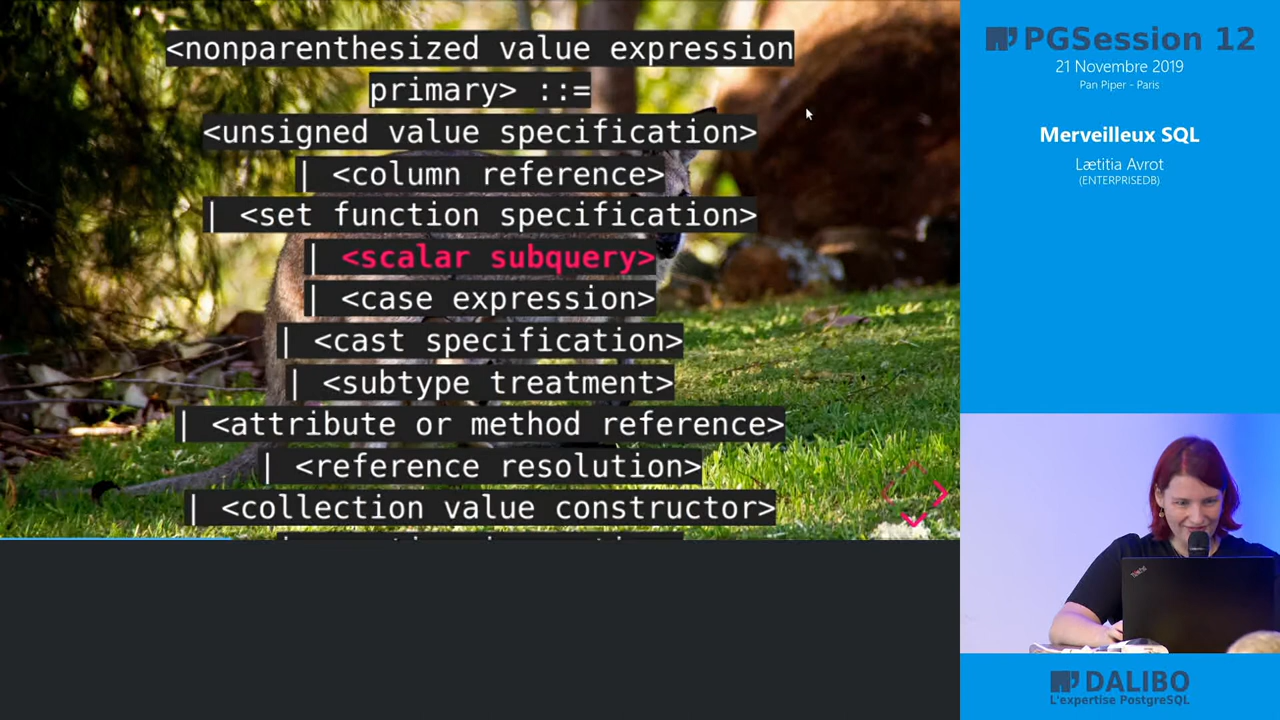 <nonparenthesized value expression
primary> ::=
<unsigned value specification>
| <column reference>
| <set function specification>
| <scalar subquery>
| <case expression>
| <cast specification>
| <subtype treatment>
| <attribute or method reference>
| <reference resolution>
| <collection value constructor>
PGSession 12
21 Novembre 2019
Pan Piper - Paris
Merveilleux SQL
Lætitia Avrot
(ENTERPRISEDB)
DALIBO
L'expertise PostgreSQL